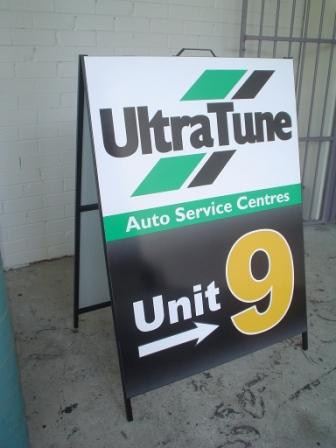 UltraTune
Auto Service Centres
Unit 9